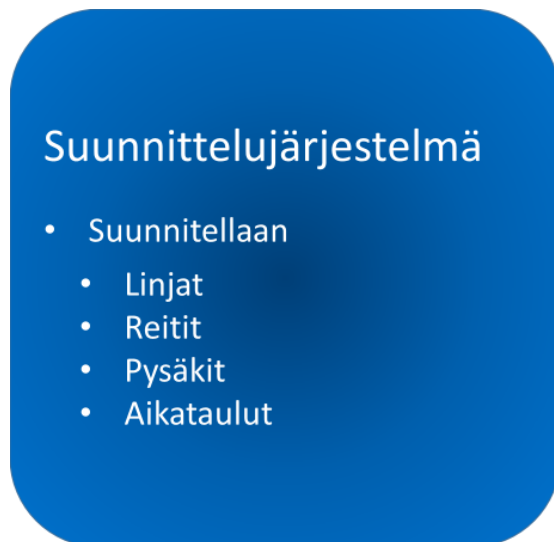 Suunnittelujärjestelmä
• Suunnitellaan
• Linjat
• Reitit
• Pysäkit
• Aikataulut